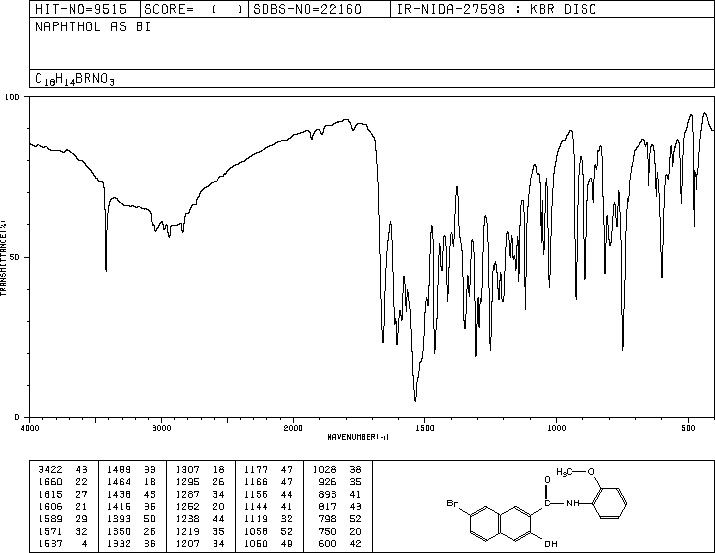 HIT-NO=9515 SCORE= ( ) SDBS-NO=22160 IR-NIDA-27598 : KBR DISC
NAPHTHOL AS BI
C18H14BRNO3
100
TRANSMITTANCE(%)
50
0
4000 3000 2000 1500 1000 500
WAVENUMBER(-1)
3422 43 1489 39 1307 18 1177 47 1028 38
1660 22 1464 18 1295 26 1166 47 926 35
1615 27 1438 45 1287 34 1156 44 893 41
1606 21 1416 36 1252 20 1144 41 817 43
1589 29 1393 50 1238 44 1119 32 798 52
1571 32 1350 26 1219 35 1058 52 750 20
1537 4 1332 36 1207 34 1050 49 600 42
H3C O
O
Br C NH
OH